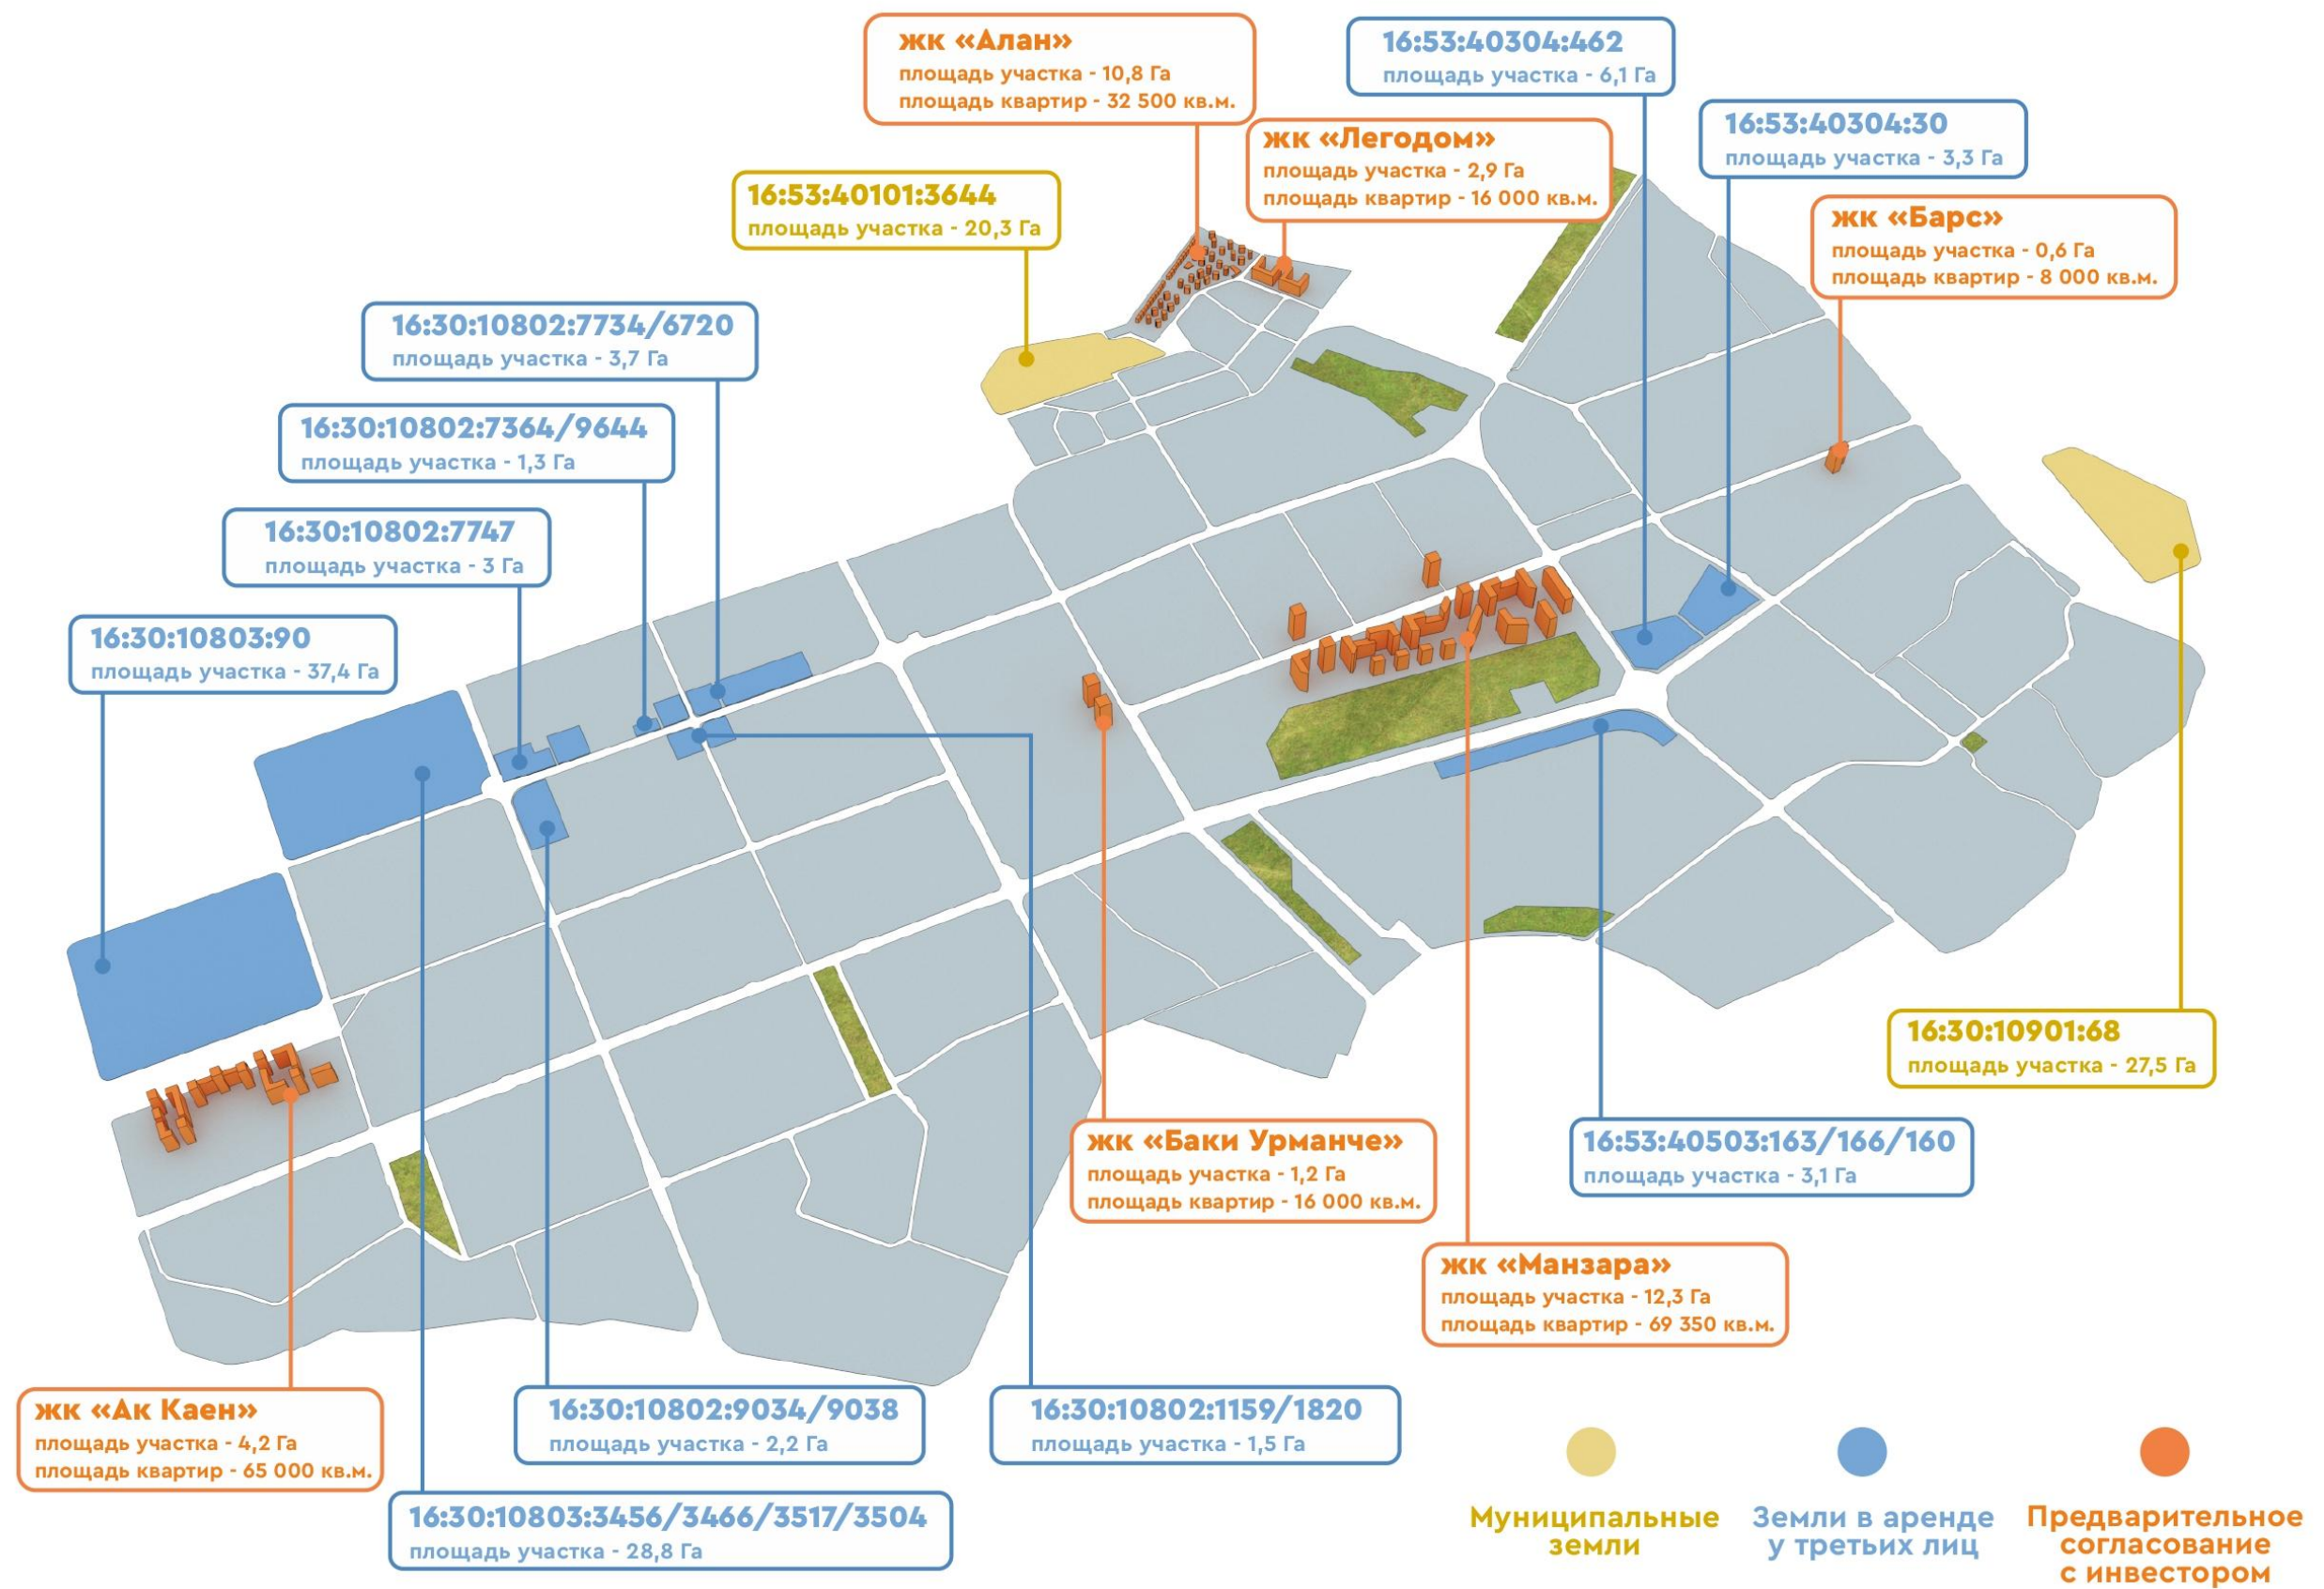 жк «Алан»
площадь участка - 10,8 Га
площадь квартир - 32 500 кв.м.
16:53:40304:462
площадь участка - 6,1 Га
жк «Легодом»
площадь участка - 2,9 Га
площадь квартир - 16 000 кв.м.
16:53:40304:30
площадь участка - 3,3 Га
16:53:40101:3644
площадь участка - 20,3 Га
жк «Барс»
площадь участка - 0,6 Га
площадь квартир - 8 000 кв.м.
16:30:10802:7734/6720
площадь участка - 3,7 Га
16:30:10802:7364/9644
площадь участка - 1,3 Га
16:30:10802:7747
площадь участка - 3 Га
16:30:10803:90
площадь участка - 37,4 Га
16:30:10901:68
площадь участка - 27,5 Га
жк «Баки Урманче»
площадь участка - 1,2 Га
площадь квартир - 16 000 кв.м.
16:53:40503:163/166/160
площадь участка - 3,1 Га
жк «Манзара»
площадь участка - 12,3 Га
площадь квартир - 69 350 кв.м.
жк «Ак Каен»
площадь участка - 4,2 Га
площадь квартир - 65 000 кв.м.
16:30:10802:9034/9038
площадь участка - 2,2 Га
16:30:10802:1159/1820
площадь участка - 1,5 Га
16:30:10803:3456/3466/3517/3504
площадь участка - 28,8 Га
Муниципальные
земли
Земли в аренде
у третьих лиц
Предварительное
согласование
с инвестором